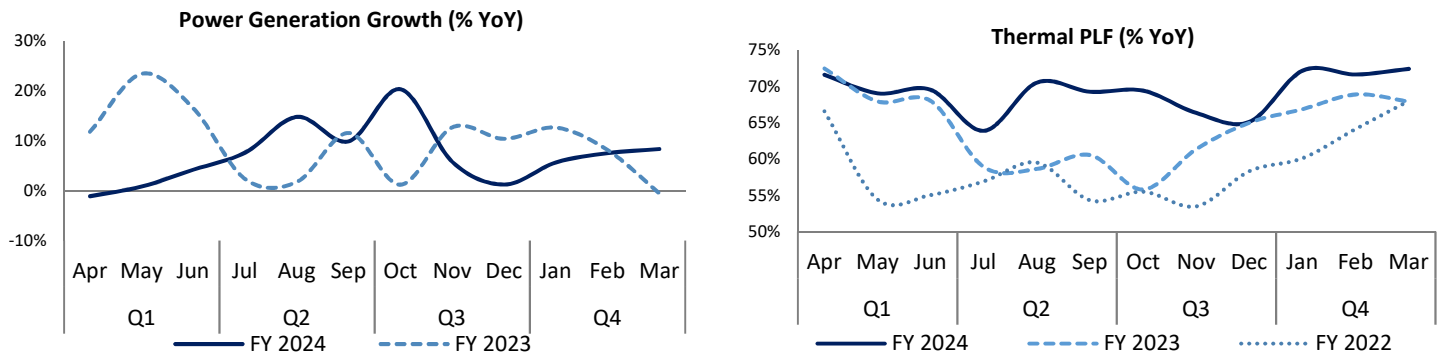 Power Generation Growth (% YoY)
30%
20%
10%
0%
-10%
Apr May Jun Jul Aug Sep Oct Nov Dec Jan Feb Mar
Q1 Q2 Q3 Q4
FY 2024 FY 2023
Thermal PLF (% YoY)
75%
70%
65%
60%
55%
50%
Apr May Jun Jul Aug Sep Oct Nov Dec Jan Feb Mar
Q1 Q2 Q3 Q4
FY 2024 FY 2023 FY 2022